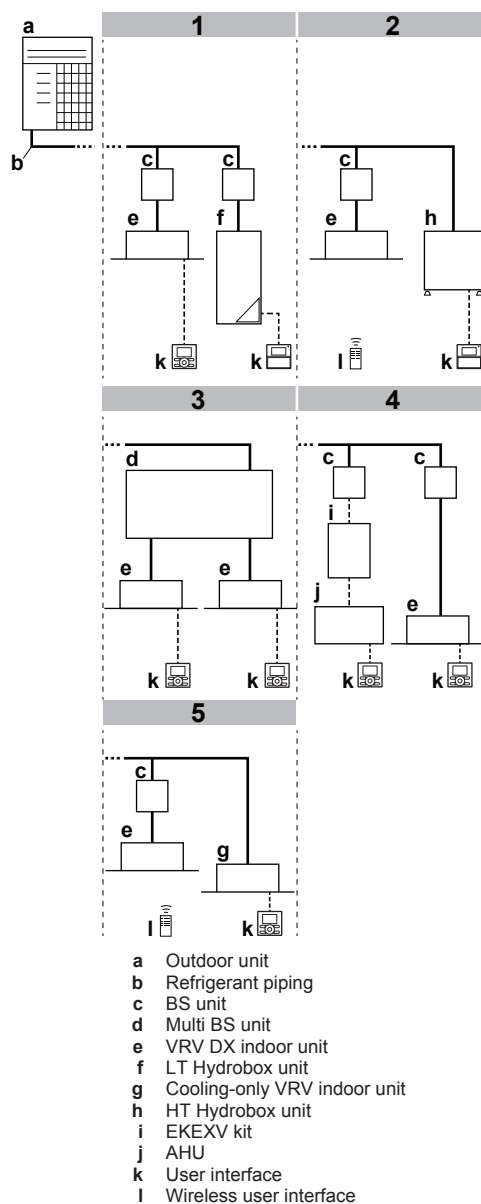 a
1
2
b
c
c
c
e
f
e
h
k
k
l
k
3
4
d
c
c
i
e
e
j
e
k
k
k
k
5
c
e
g
l
k
a Outdoor unit
b Refrigerant piping
c BS unit
d Multi BS unit
e VRV DX indoor unit
f LT Hydrobox unit
g Cooling-only VRV indoor unit
h HT Hydrobox unit
i EKEXV kit
j AHU
k User interface
l Wireless user interface